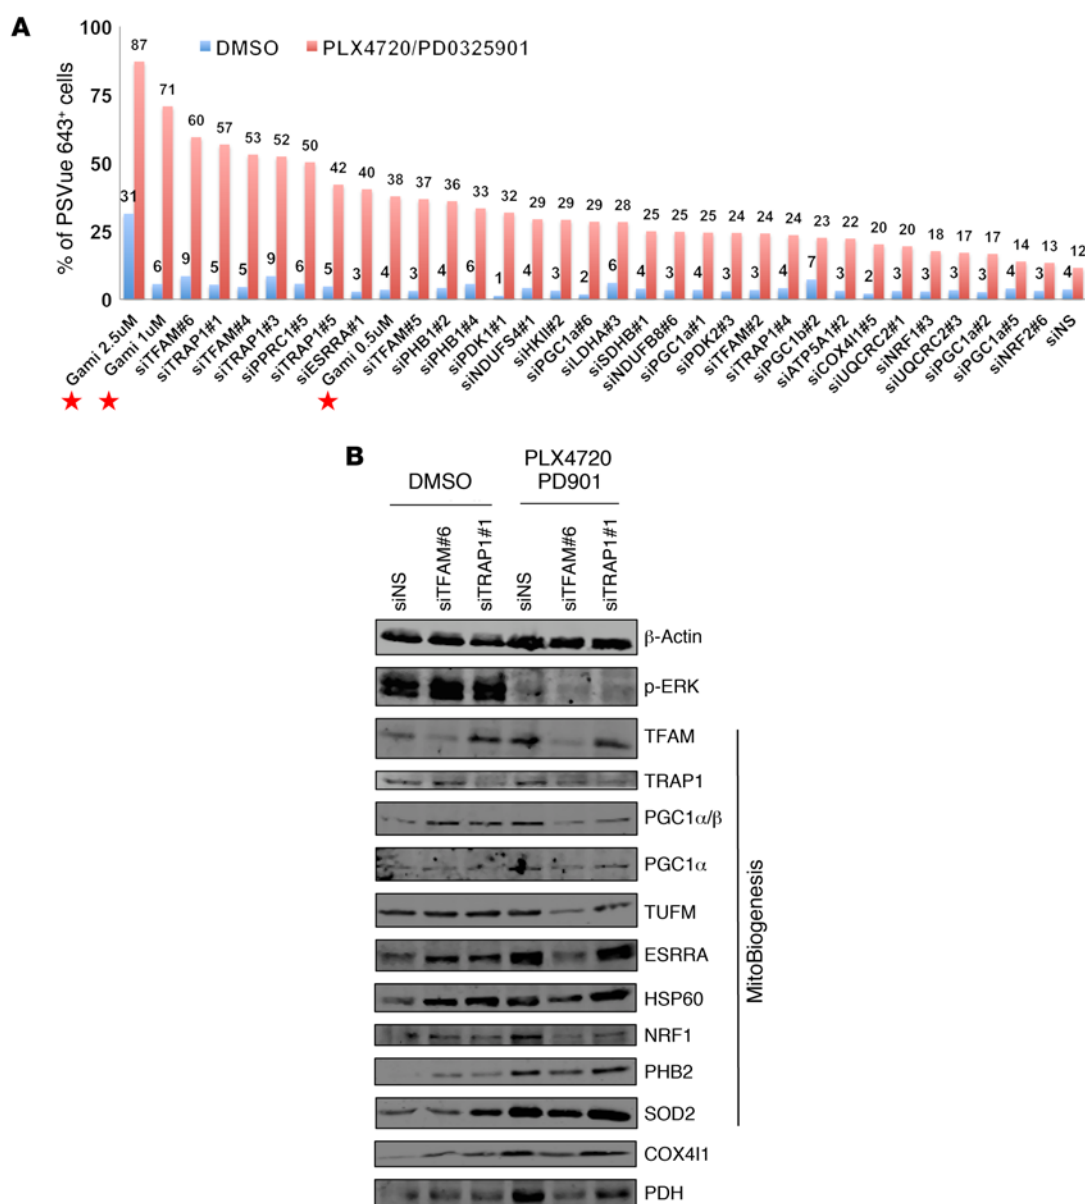 A
100
75
50
25
0
% of PSVue 643+ cells
DMSO
PLX4720/PD0325901
31 87
6 71
9 60
5 57
5 53
9 52
6 50
5 42
3 40
4 38
3 37
4 36
6 33
1 32
4 29
3 29
2 29
6 28
4 25
3 25
4 25
3 24
3 24
4 24
7 23
3 22
2 20
3 20
3 18
3 17
3 17
4 14
3 13
4 12
Gami 2.5uM
Gami 1uM
siTFAM#6
siTRAP1#1
siTFAM#4
siTRAP1#3
siPPRC1#5
siTRAP1#5
siESRRA#1
Gami 0.5uM
siTFAM#5
siPHB1#2
siPHB1#4
siPDK1#1
siNDUFS4#1
siHKII#2
siPGC1a#6
siLDHA#3
siSDHB#1
siNDUFB8#6
siPGC1a#1
siPDK2#3
siTFAM#2
siTRAP1#4
siPGC1b#2
siATP5A1#2
siCOX4I1#5
siUQCRC2#1
siNRF1#3
siUQCRC2#3
siPGC1a#2
siPGC1a#5
siNRF2#6
siNS
B
DMSO
PLX4720
PD901
siNS
siTFAM#6
siTRAP1#1
siNS
siTFAM#6
siTRAP1#1
β-Actin
p-ERK
TFAM
TRAP1
PGC1α/β
PGC1α
TUFM
ESRRA
HSP60
NRF1
PHB2
SOD2
COX4I1
PDH
MitoBiogenesis